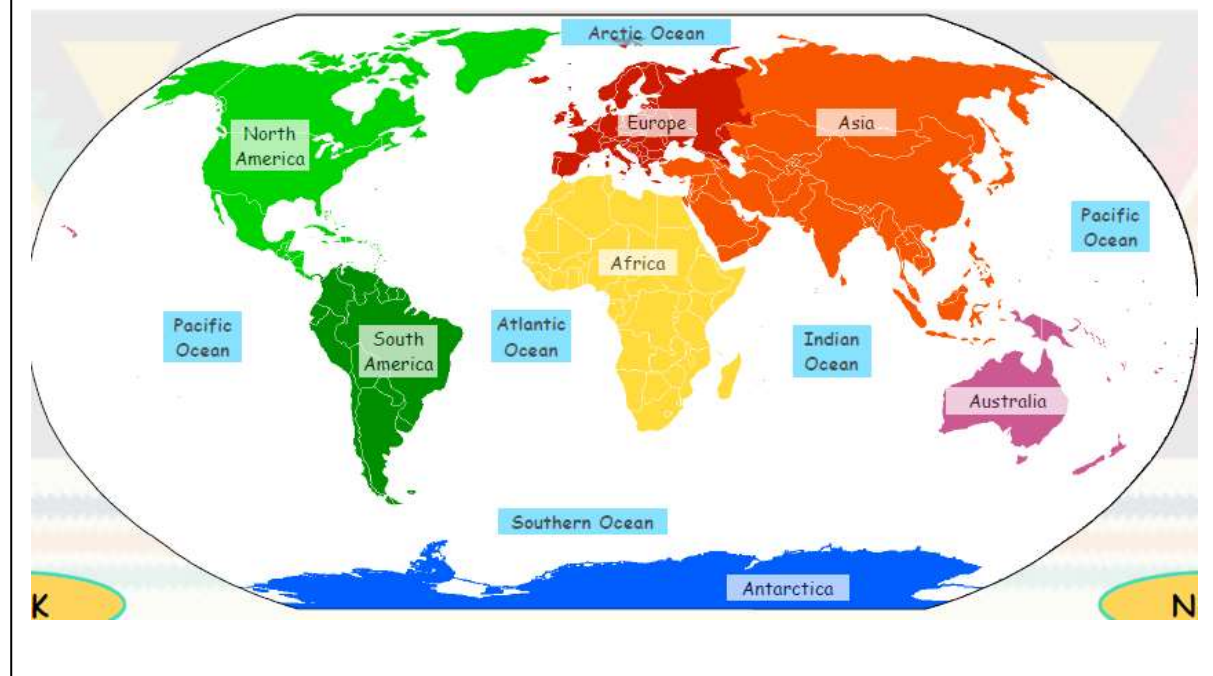 Arctic Ocean
North
America
Europe
Asia
Pacific
Ocean
Africa
Pacific
Ocean
South
America
Atlantic
Ocean
Indian
Ocean
Australia
Southern Ocean
Antarctica
K
N